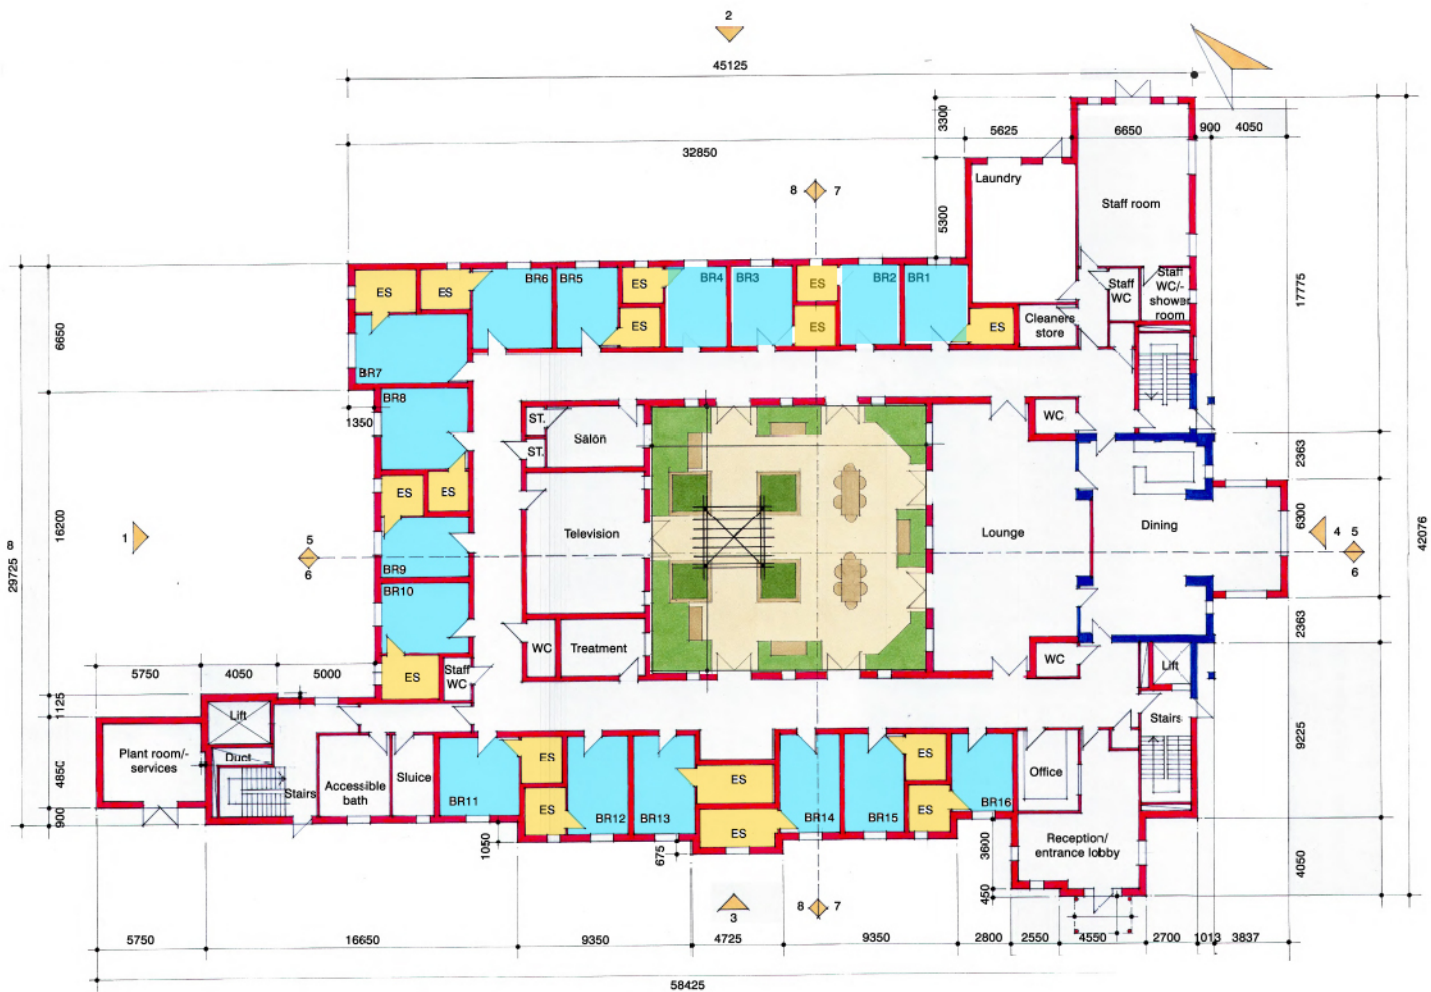 2
45125
3300
5625
6650
900
4050
32850
Laundry
8
7
Staff room
5300
BR6
BR5
BR4
BR3
BR2
BR1
ES
ES
ES
ES
Staff
WC
Staff
WC/-
shower
room
17775
6650
ES
ES
ES
Cleaners
store
BR7
BR8
1350
ST.
ST.
Salon
WC
2363
ES
ES
16200
1
5
6
Television
Lounge
Dining
6300
4
5
6
42076
8
29725
BR9
BR10
2363
WC
Treatment
WC
5750
4050
5000
ES
Staff
WC
Lift
1125
Lift
Stairs
9225
Plant room/-
services
Duct
4850
Stairs
Accessible
bath
Sluice
ES
ES
ES
Office
BR11
ES
BR12
BR13
ES
BR14
BR15
ES
BR16
900
1050
675
3600
Reception/
entrance lobby
4050
450
3
8
7
5750
16650
9350
4725
9350
2800
2550
4550
2700
1013
3837
58425